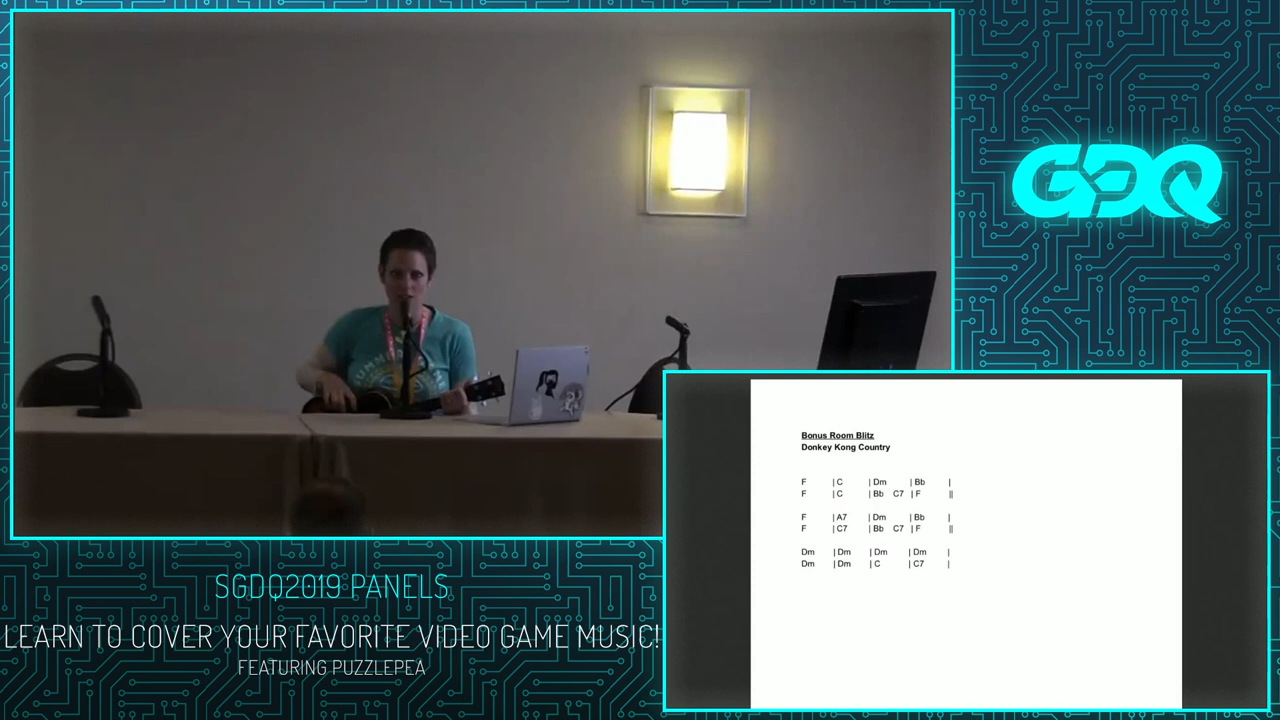 GDQ
Bonus Room Blitz
Donkey Kong Country
F | C | Dm | Bb |
F | C | Bb C7 | F ||
F | A7 | Dm | Bb |
F | C7 | Bb C7 | F ||
Dm | Dm | Dm | Dm |
Dm | Dm | C | C7 |
SGDQ2019 PANELS
LEARN TO COVER YOUR FAVORITE VIDEO GAME MUSIC!
FEATURING PUZZLEPEA